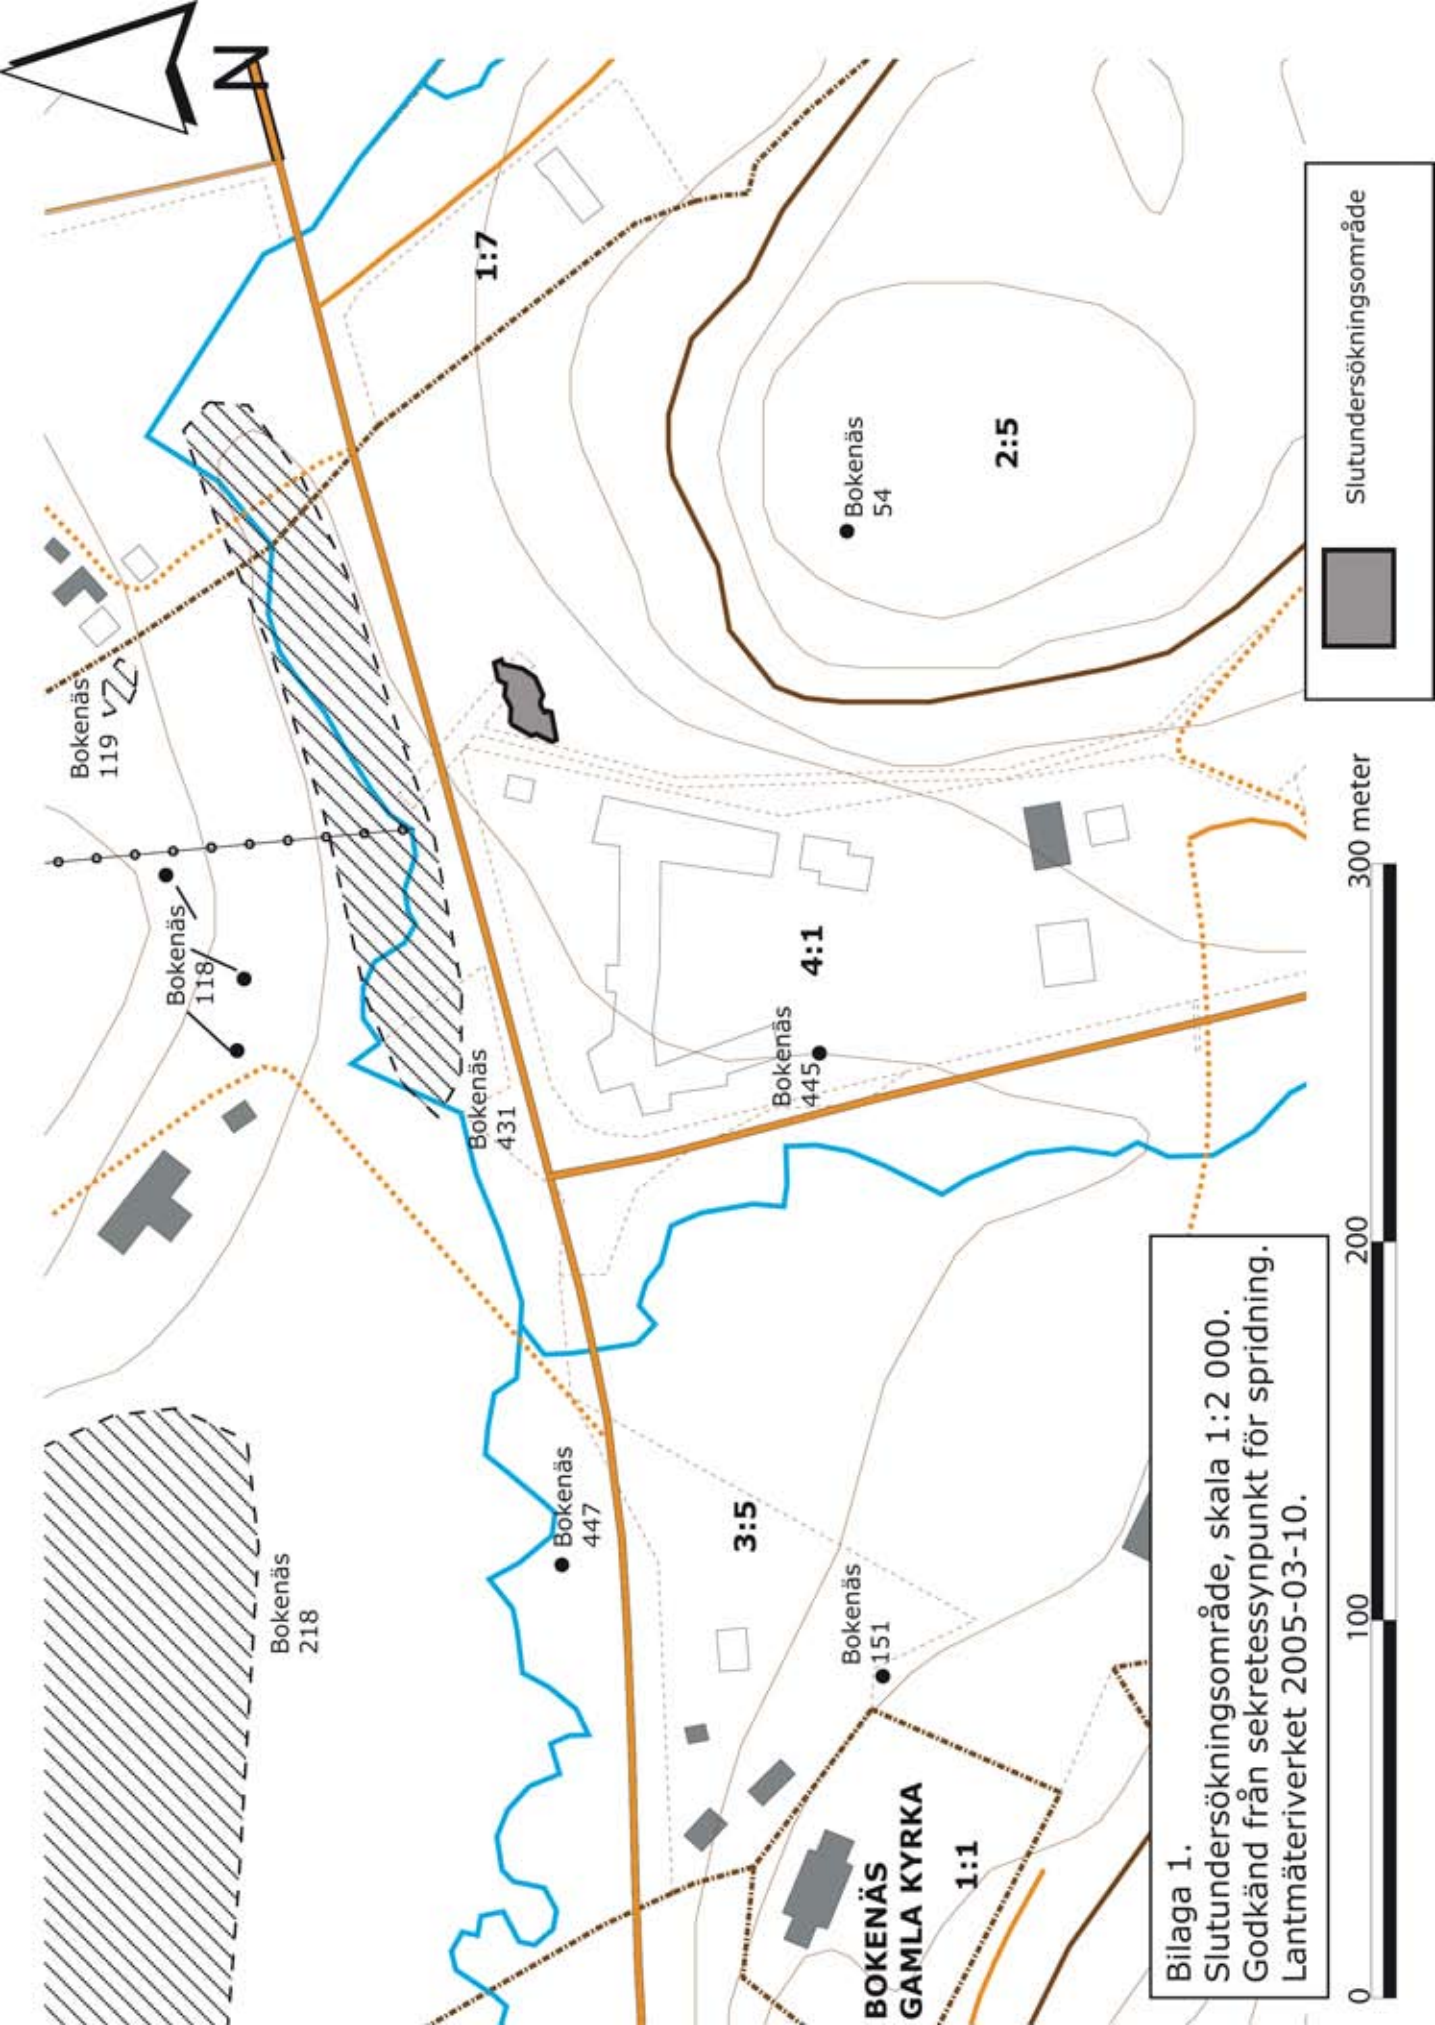 N
1:7
Bokenäs
119
Bokenäs
118
Bokenäs
54
2:5
Slutundersökningsområde
4:1
Bokenäs
445
Bokenäs
431
Bokenäs
447
3:5
Bokenäs
218
Bokenäs
151
BOKENÄS
GAMLA KYRKA
1:1
Bilaga 1.
Slutundersökningsområde, skala 1:2 000.
Godkänd från sekretessynpunkt för spridning.
Lantmäteriverket 2005-03-10.
0
100
200
300 meter